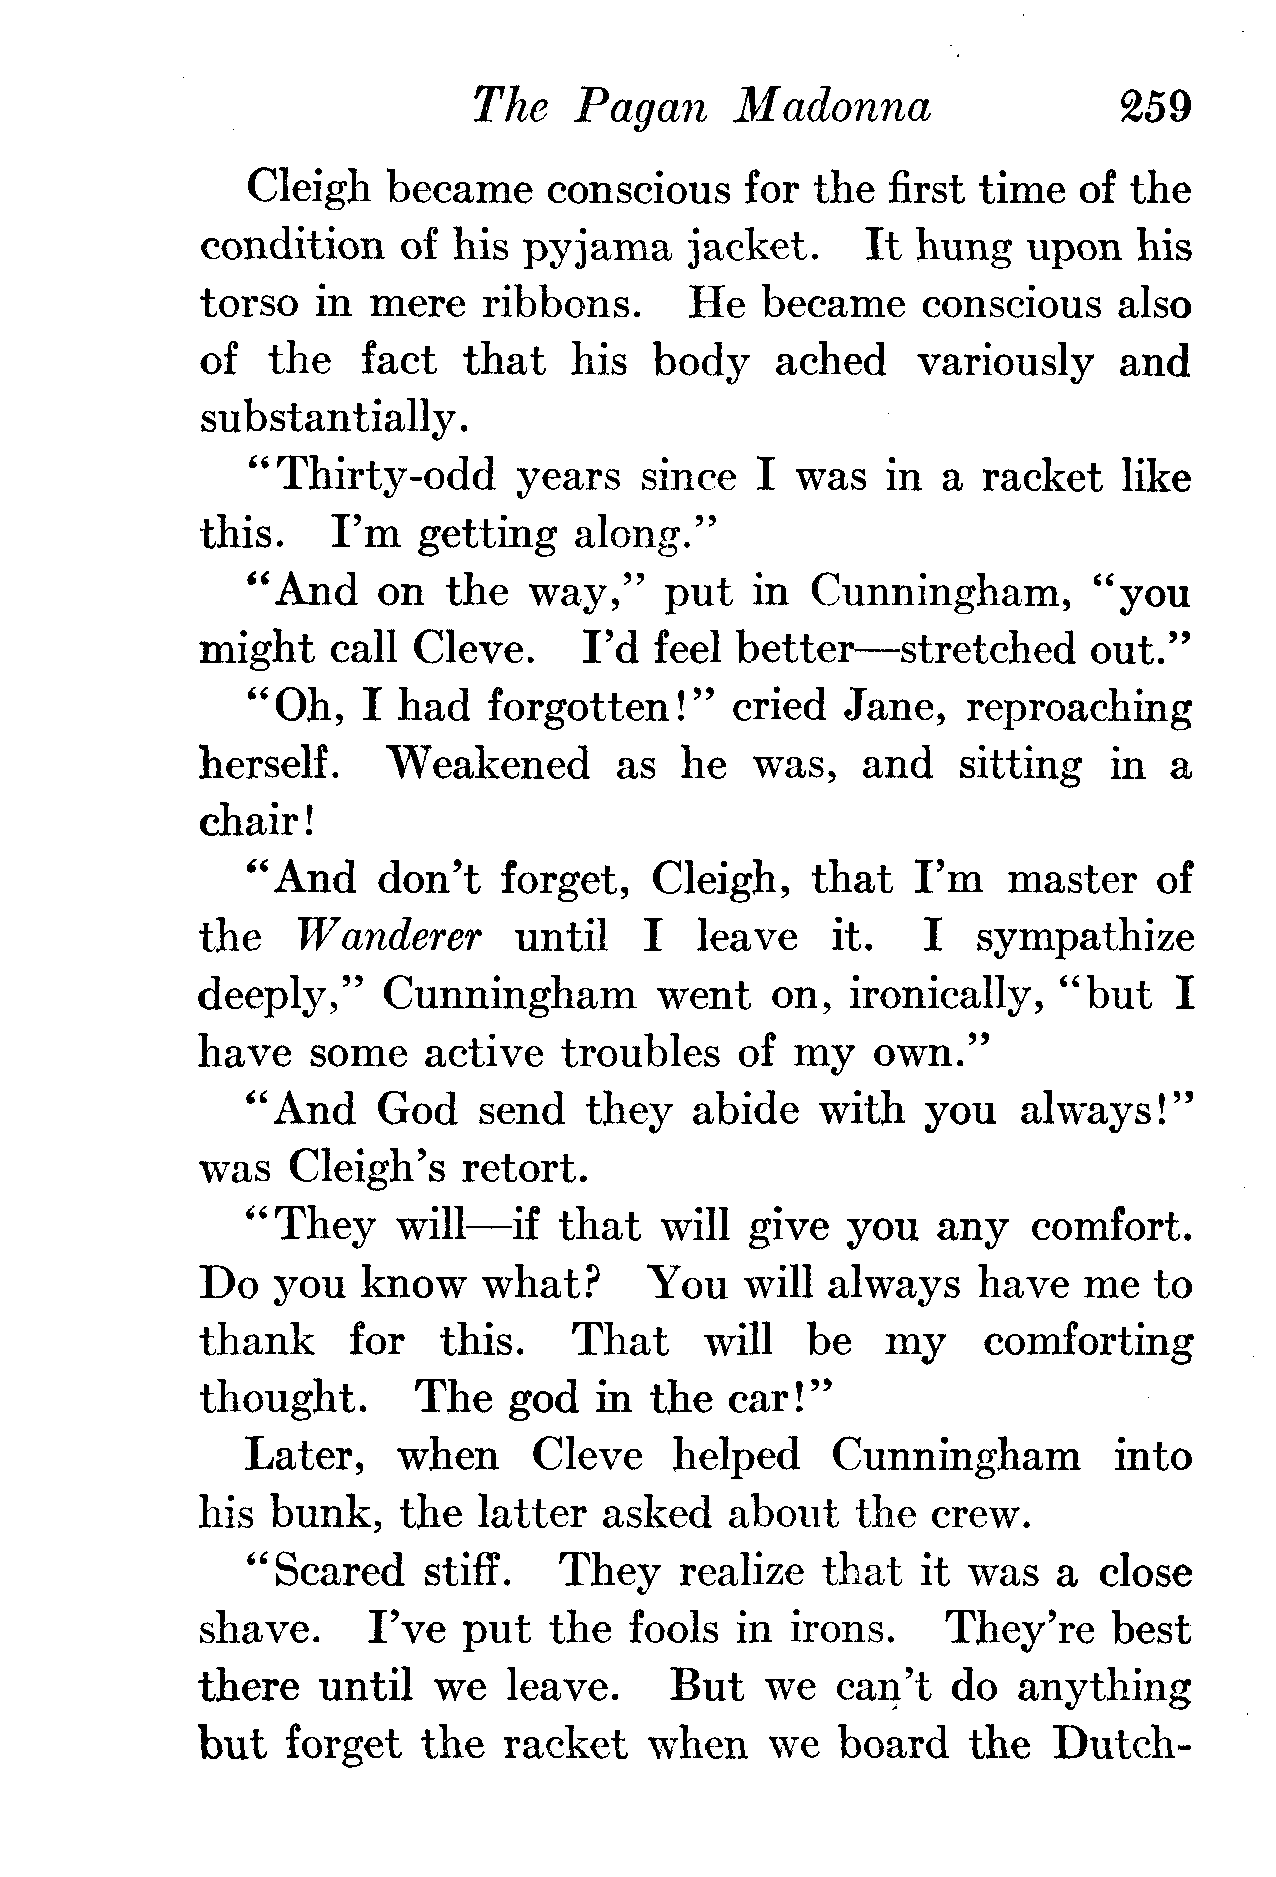 The Pagan Madonna 259
Cleigh became conscious for the first time of the
condition of his pyjama jacket. It hung upon his
torso in mere ribbons. He became conscious also
of the fact that his body ached variously and
substantially.
“Thirty-odd years since I was in a racket like
this. I’m getting along.”
“And on the way,” put in Cunningham, “you
might call Cleve. I’d feel better—stretched out.”
“Oh, I had forgotten!” cried Jane, reproaching
herself. Weakened as he was, and sitting in a
chair!
“And don’t forget, Cleigh, that I’m master of
the Wanderer until I leave it. I sympathize
deeply,” Cunningham went on, ironically, “but I
have some active troubles of my own.”
“And God send they abide with you always!”
was Cleigh’s retort.
“They will—if that will give you any comfort.
Do you know what? You will always have me to
thank for this. That will be my comforting
thought. The god in the car!”
Later, when Cleve helped Cunningham into
his bunk, the latter asked about the crew.
“Scared stiff. They realize that it was a close
shave. I’ve put the fools in irons. They’re best
there until we leave. But we can’t do anything
but forget the racket when we board the Dutch-